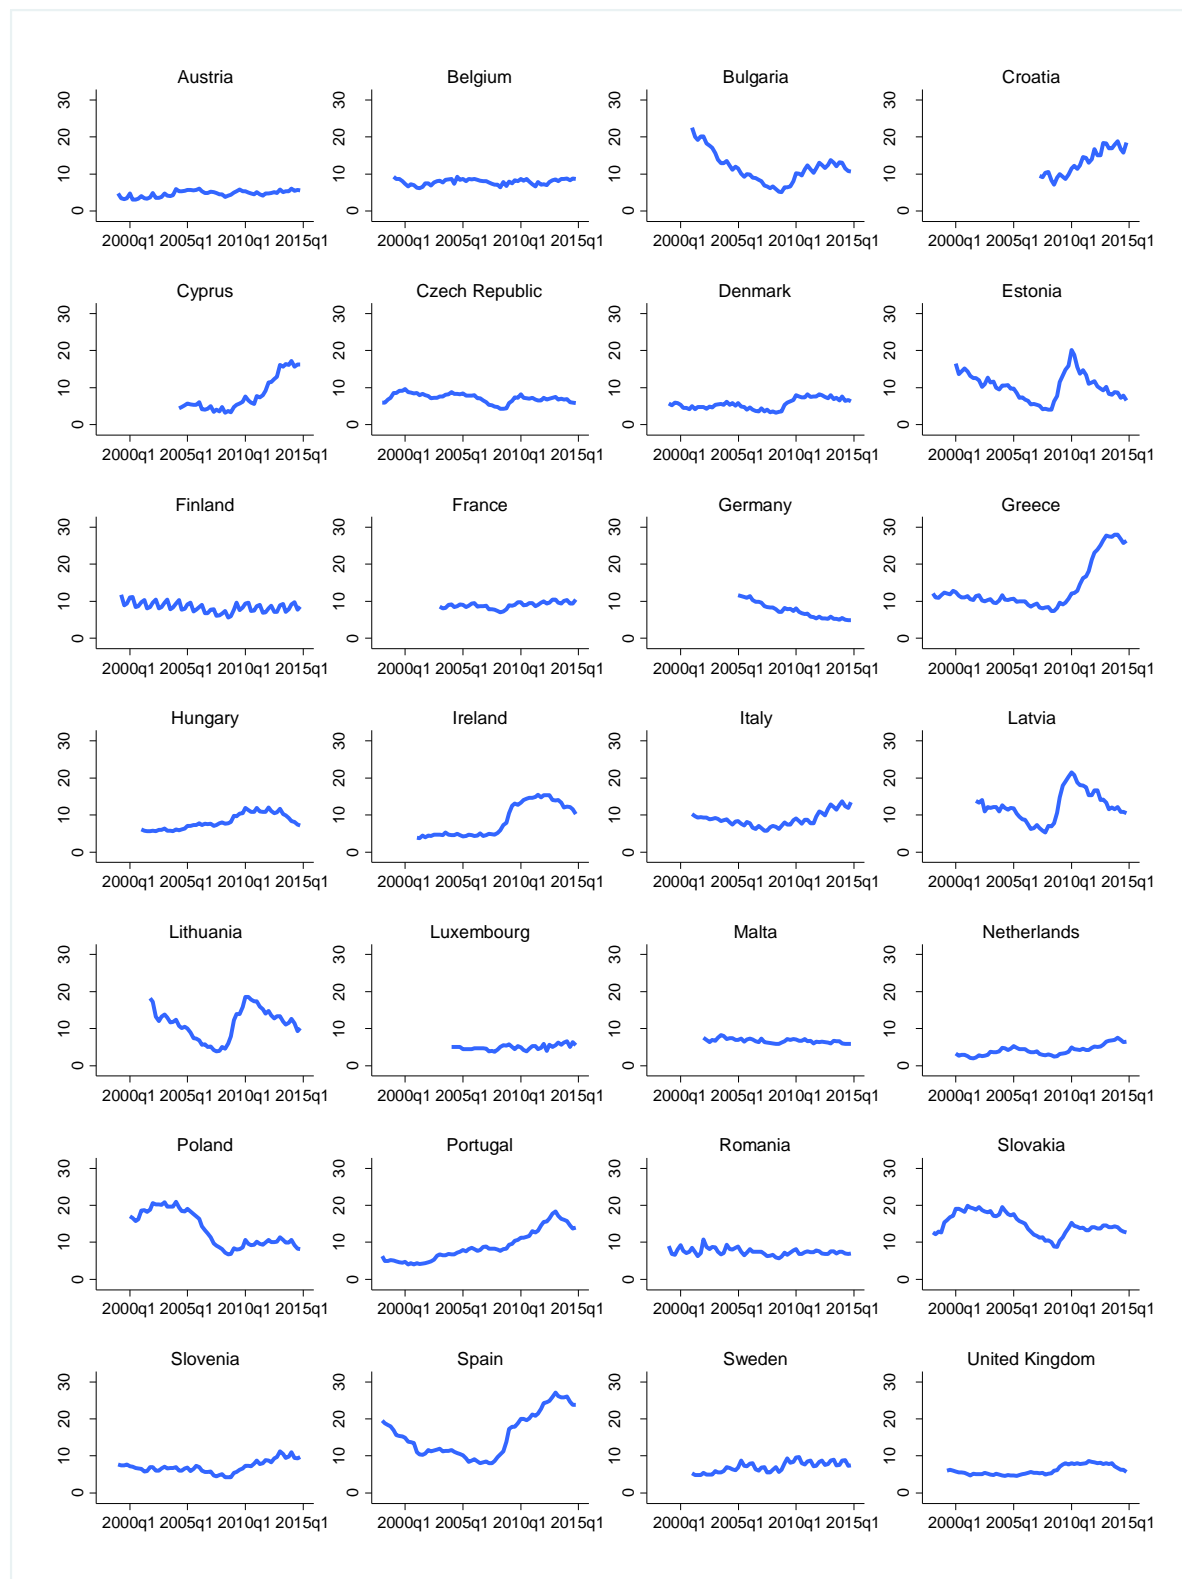 Austria Belgium Bulgaria Croatia
30 30 30 30
20 20 20 20
10 10 10 10
0 0 0 0
2000q1 2005q1 2010q1 2015q1 2000q1 2005q1 2010q1 2015q1 2000q1 2005q1 2010q1 2015q1 2000q1 2005q1 2010q1 2015q1
Cyprus Czech Republic Denmark Estonia
30 30 30 30
20 20 20 20
10 10 10 10
0 0 0 0
2000q1 2005q1 2010q1 2015q1 2000q1 2005q1 2010q1 2015q1 2000q1 2005q1 2010q1 2015q1 2000q1 2005q1 2010q1 2015q1
Finland France Germany Greece
30 30 30 30
20 20 20 20
10 10 10 10
0 0 0 0
2000q1 2005q1 2010q1 2015q1 2000q1 2005q1 2010q1 2015q1 2000q1 2005q1 2010q1 2015q1 2000q1 2005q1 2010q1 2015q1
Hungary Ireland Italy Latvia
30 30 30 30
20 20 20 20
10 10 10 10
0 0 0 0
2000q1 2005q1 2010q1 2015q1 2000q1 2005q1 2010q1 2015q1 2000q1 2005q1 2010q1 2015q1 2000q1 2005q1 2010q1 2015q1
Lithuania Luxembourg Malta Netherlands
30 30 30 30
20 20 20 20
10 10 10 10
0 0 0 0
2000q1 2005q1 2010q1 2015q1 2000q1 2005q1 2010q1 2015q1 2000q1 2005q1 2010q1 2015q1 2000q1 2005q1 2010q1 2015q1
Poland Portugal Romania Slovakia
30 30 30 30
20 20 20 20
10 10 10 10
0 0 0 0
2000q1 2005q1 2010q1 2015q1 2000q1 2005q1 2010q1 2015q1 2000q1 2005q1 2010q1 2015q1 2000q1 2005q1 2010q1 2015q1
Slovenia Spain Sweden United Kingdom
30 30 30 30
20 20 20 20
10 10 10 10
0 0 0 0
2000q1 2005q1 2010q1 2015q1 2000q1 2005q1 2010q1 2015q1 2000q1 2005q1 2010q1 2015q1 2000q1 2005q1 2010q1 2015q1